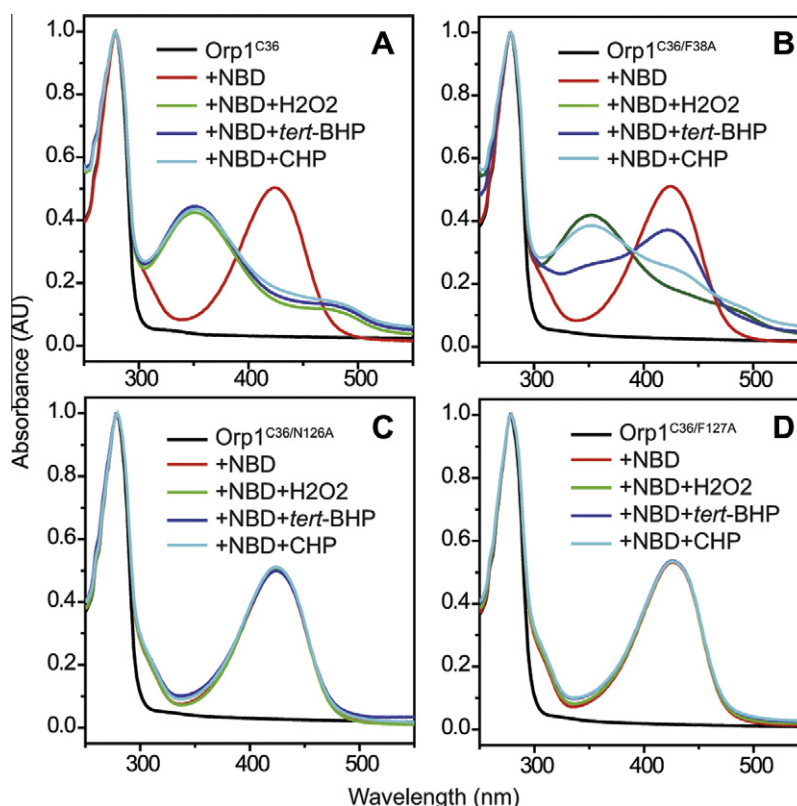 A
Orp1C36
+NBD
+NBD+H2O2
+NBD+tert-BHP
+NBD+CHP
B
Orp1C36/F38A
+NBD
+NBD+H2O2
+NBD+tert-BHP
+NBD+CHP
1.0
0.8
0.6
0.4
0.2
0.0
300
400
500
1.0
0.8
0.6
0.4
0.2
0.0
300
400
500
C
Orp1C36/N126A
+NBD
+NBD+H2O2
+NBD+tert-BHP
+NBD+CHP
D
Orp1C36/F127A
+NBD
+NBD+H2O2
+NBD+tert-BHP
+NBD+CHP
1.0
0.8
0.6
0.4
0.2
0.0
300
400
500
1.0
0.8
0.6
0.4
0.2
0.0
300
400
500
Absorbance (AU)
Wavelength (nm)